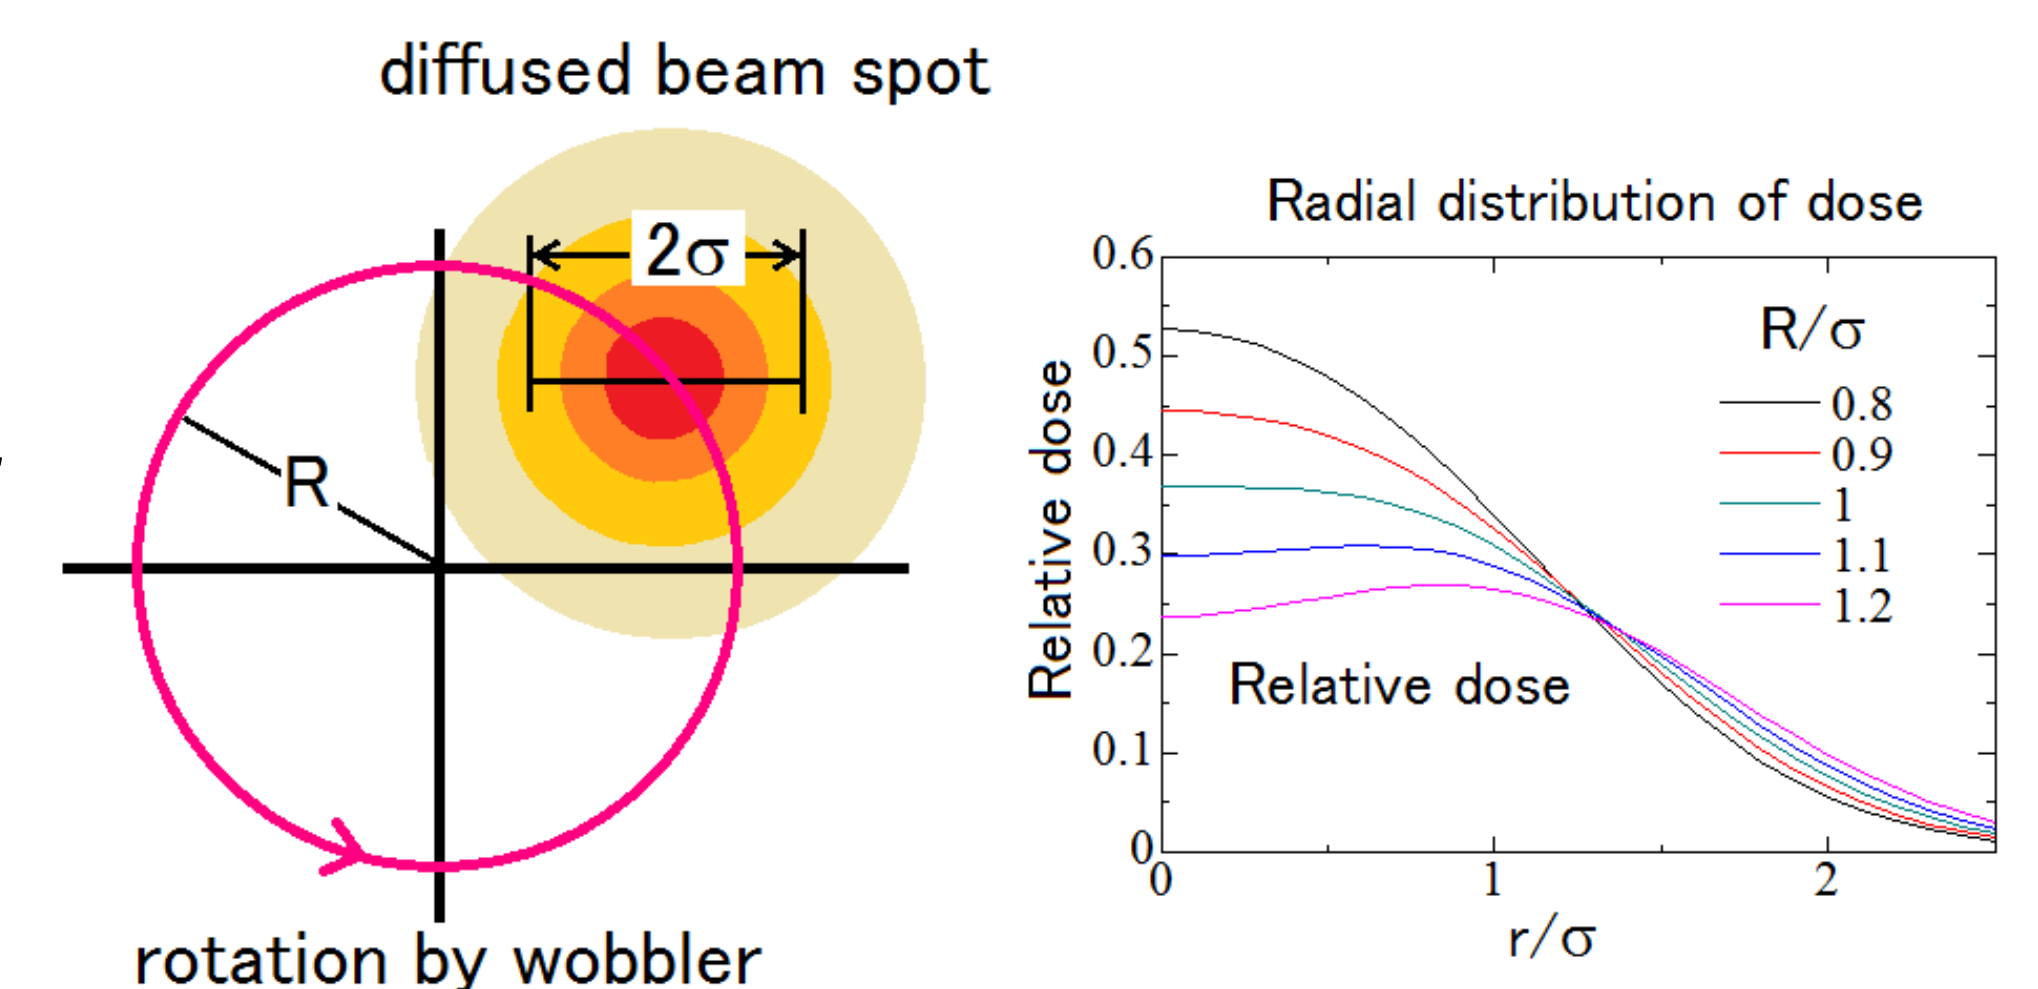 diffused beam spot
2σ
R
rotation by wobbler
Radial distribution of dose
Relative dose
0.6
0.5
0.4
0.3
0.2
0.1
0
R/σ
0.8
0.9
1
1.1
1.2
Relative dose
0 1 2
r/σ